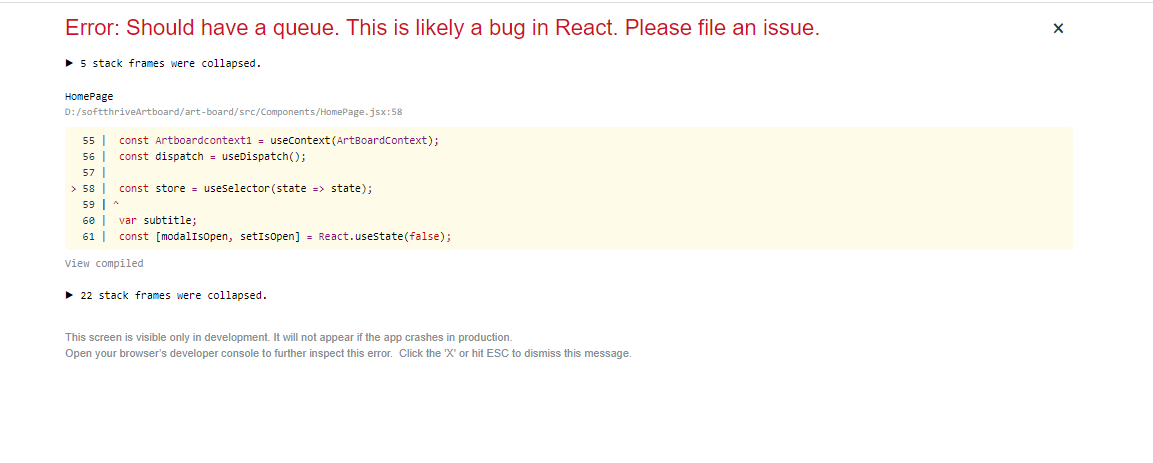 Error: Should have a queue. This is likely a bug in React. Please file an issue.
×
▶ 5 stack frames were collapsed.
HomePage
D:/softthriveArtboard/art-board/src/Components/HomePage.jsx:58
55 | const Artboardcontext1 = useContext(ArtBoardContext);
56 | const dispatch = useDispatch();
57 |
> 58 | const store = useSelector(state => state);
59 | ^
60 | var subtitle;
61 | const [modalIsOpen, setIsOpen] = React.useState(false);
View compiled
▶ 22 stack frames were collapsed.
This screen is visible only in development. It will not appear if the app crashes in production.
Open your browser's developer console to further inspect this error. Click the 'X' or hit ESC to dismiss this message.